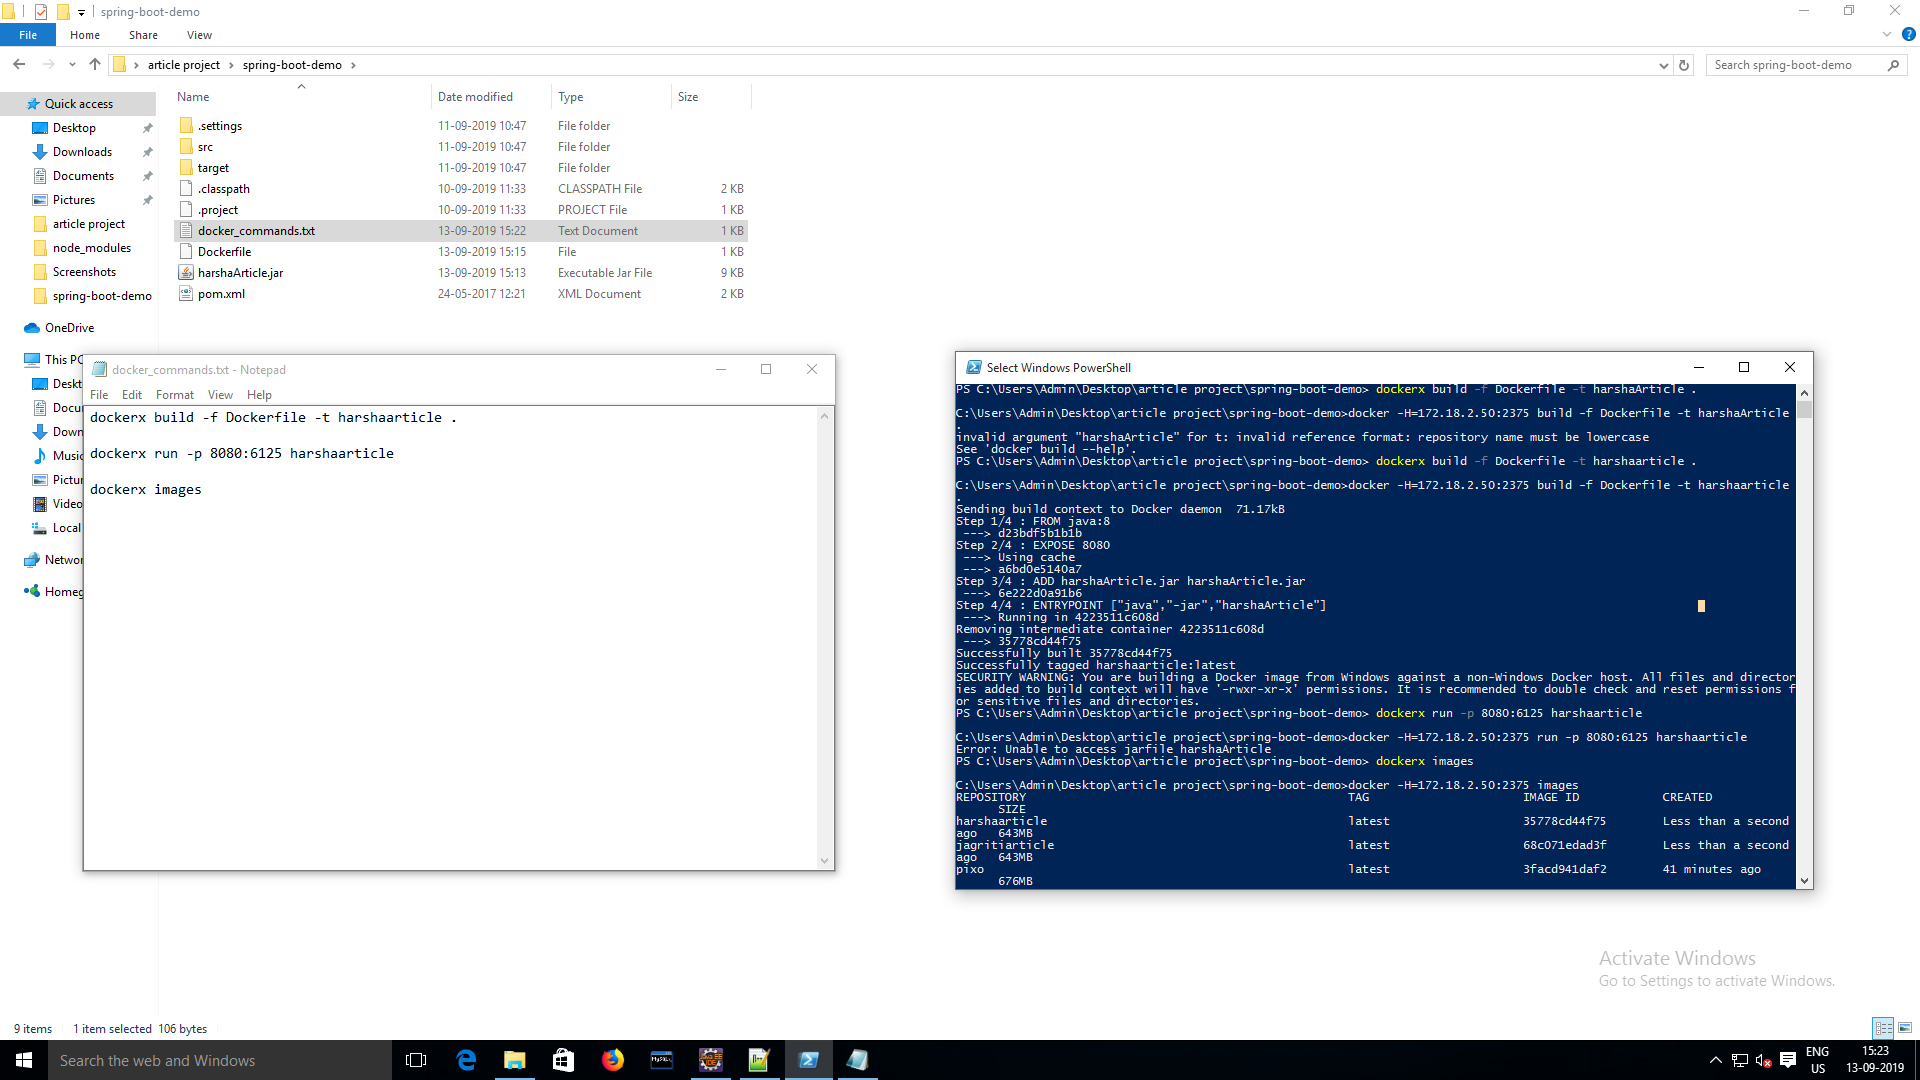 spring-boot-demo
File Home Share View
article project spring-boot-demo
Search spring-boot-demo
Name Date modified Type Size
Quick access
Desktop
Downloads
Documents
Pictures
article project
node_modules
Screenshots
spring-boot-demo
OneDrive
This PC
Deskt
Docu
Down
Music
Pictu
Video
Local
Networ
Homeg
.settings 11-09-2019 10:47 File folder
src 11-09-2019 10:47 File folder
target 11-09-2019 10:47 File folder
.classpath 10-09-2019 11:33 CLASSPATH File 2 KB
.project 10-09-2019 11:33 PROJECT File 1 KB
docker_commands.txt 13-09-2019 15:22 Text Document 1 KB
Dockerfile 13-09-2019 15:15 File 1 KB
harshaArticle.jar 13-09-2019 15:13 Executable Jar File 9 KB
pom.xml 24-05-2017 12:21 XML Document 2 KB
docker_commands.txt - Notepad
File Edit Format View Help
dockerx build -f Dockerfile -t harshaarticle .
dockerx run -p 8080:6125 harshaarticle
dockerx images
Select Windows PowerShell
PS C:\Users\Admin\Desktop\article project\spring-boot-demo> dockerx build -f Dockerfile -t harshaArticle .
C:\Users\Admin\Desktop\article project\spring-boot-demo>docker -H=172.18.2.50:2375 build -f Dockerfile -t harshaArticle
.
invalid argument "harshaArticle" for t: invalid reference format: repository name must be lowercase
See 'docker build --help'.
PS C:\Users\Admin\Desktop\article project\spring-boot-demo> dockerx build -f Dockerfile -t harshaarticle .
C:\Users\Admin\Desktop\article project\spring-boot-demo>docker -H=172.18.2.50:2375 build -f Dockerfile -t harshaarticle
.
Sending build context to Docker daemon 71.17kB
Step 1/4 : FROM java:8
---> d23bdf5b1b1b
Step 2/4 : EXPOSE 8080
---> Using cache
---> a6bd0e5140a7
Step 3/4 : ADD harshaArticle.jar harshaArticle.jar
---> 6e222d0a91b6
Step 4/4 : ENTRYPOINT ["java","-jar","harshaArticle"]
---> Running in 4223511c608d
Removing intermediate container 4223511c608d
---> 35778cd44f75
Successfully built 35778cd44f75
Successfully tagged harshaarticle:latest
SECURITY WARNING: You are building a Docker image from Windows against a non-Windows Docker host. All files and director
ies added to build context will have '-rwxr-xr-x' permissions. It is recommended to double check and reset permissions f
or sensitive files and directories.
PS C:\Users\Admin\Desktop\article project\spring-boot-demo> dockerx run -p 8080:6125 harshaarticle
C:\Users\Admin\Desktop\article project\spring-boot-demo>docker -H=172.18.2.50:2375 run -p 8080:6125 harshaarticle
Error: Unable to access jarfile harshaArticle
PS C:\Users\Admin\Desktop\article project\spring-boot-demo> dockerx images
C:\Users\Admin\Desktop\article project\spring-boot-demo>docker -H=172.18.2.50:2375 images
REPOSITORY TAG IMAGE ID CREATED
SIZE
harshaarticle latest 35778cd44f75 Less than a second
ago 643MB
jagritiarticle latest 68c071edad3f Less than a second
ago 643MB
pixo latest 3facd941daf2 41 minutes ago
676MB
Activate Windows
Go to Settings to activate Windows.
9 items 1 item selected 106 bytes
Search the web and Windows
ENG
US
15:23
13-09-2019